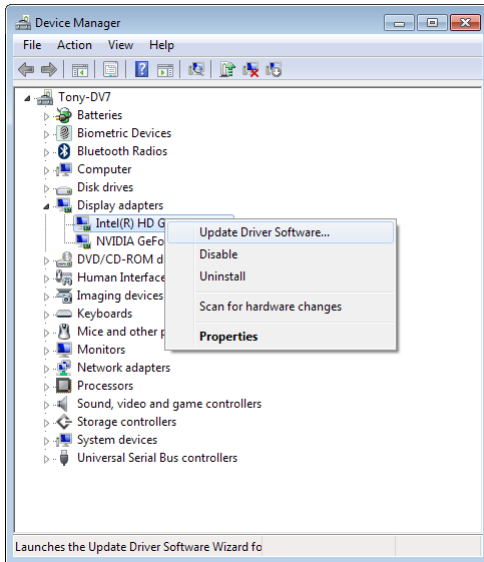 Device Manager
File Action View Help
Tony-DV7
Batteries
Biometric Devices
Bluetooth Radios
Computer
Disk drives
Display adapters
Intel(R) HD G
NVIDIA GeFo
DVD/CD-ROM d
Human Interface
Imaging devices
Keyboards
Mice and other p
Monitors
Network adapters
Processors
Sound, video and game controllers
Storage controllers
System devices
Universal Serial Bus controllers
Update Driver Software...
Disable
Uninstall
Scan for hardware changes
Properties
Launches the Update Driver Software Wizard fo